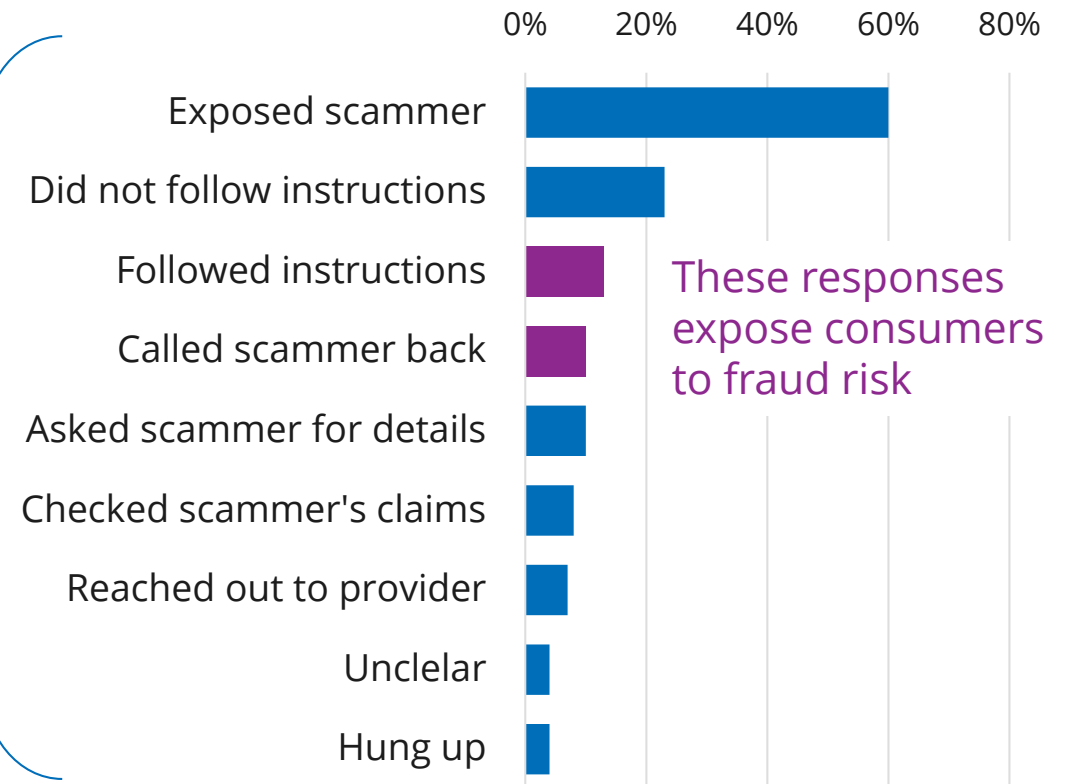 0% 20% 40% 60% 80%
Exposed scammer
Did not follow instructions
Followed instructions
These responses
expose consumers
to fraud risk
Called scammer back
Asked scammer for details
Checked scammer's claims
Reached out to provider
Unclelar
Hung up